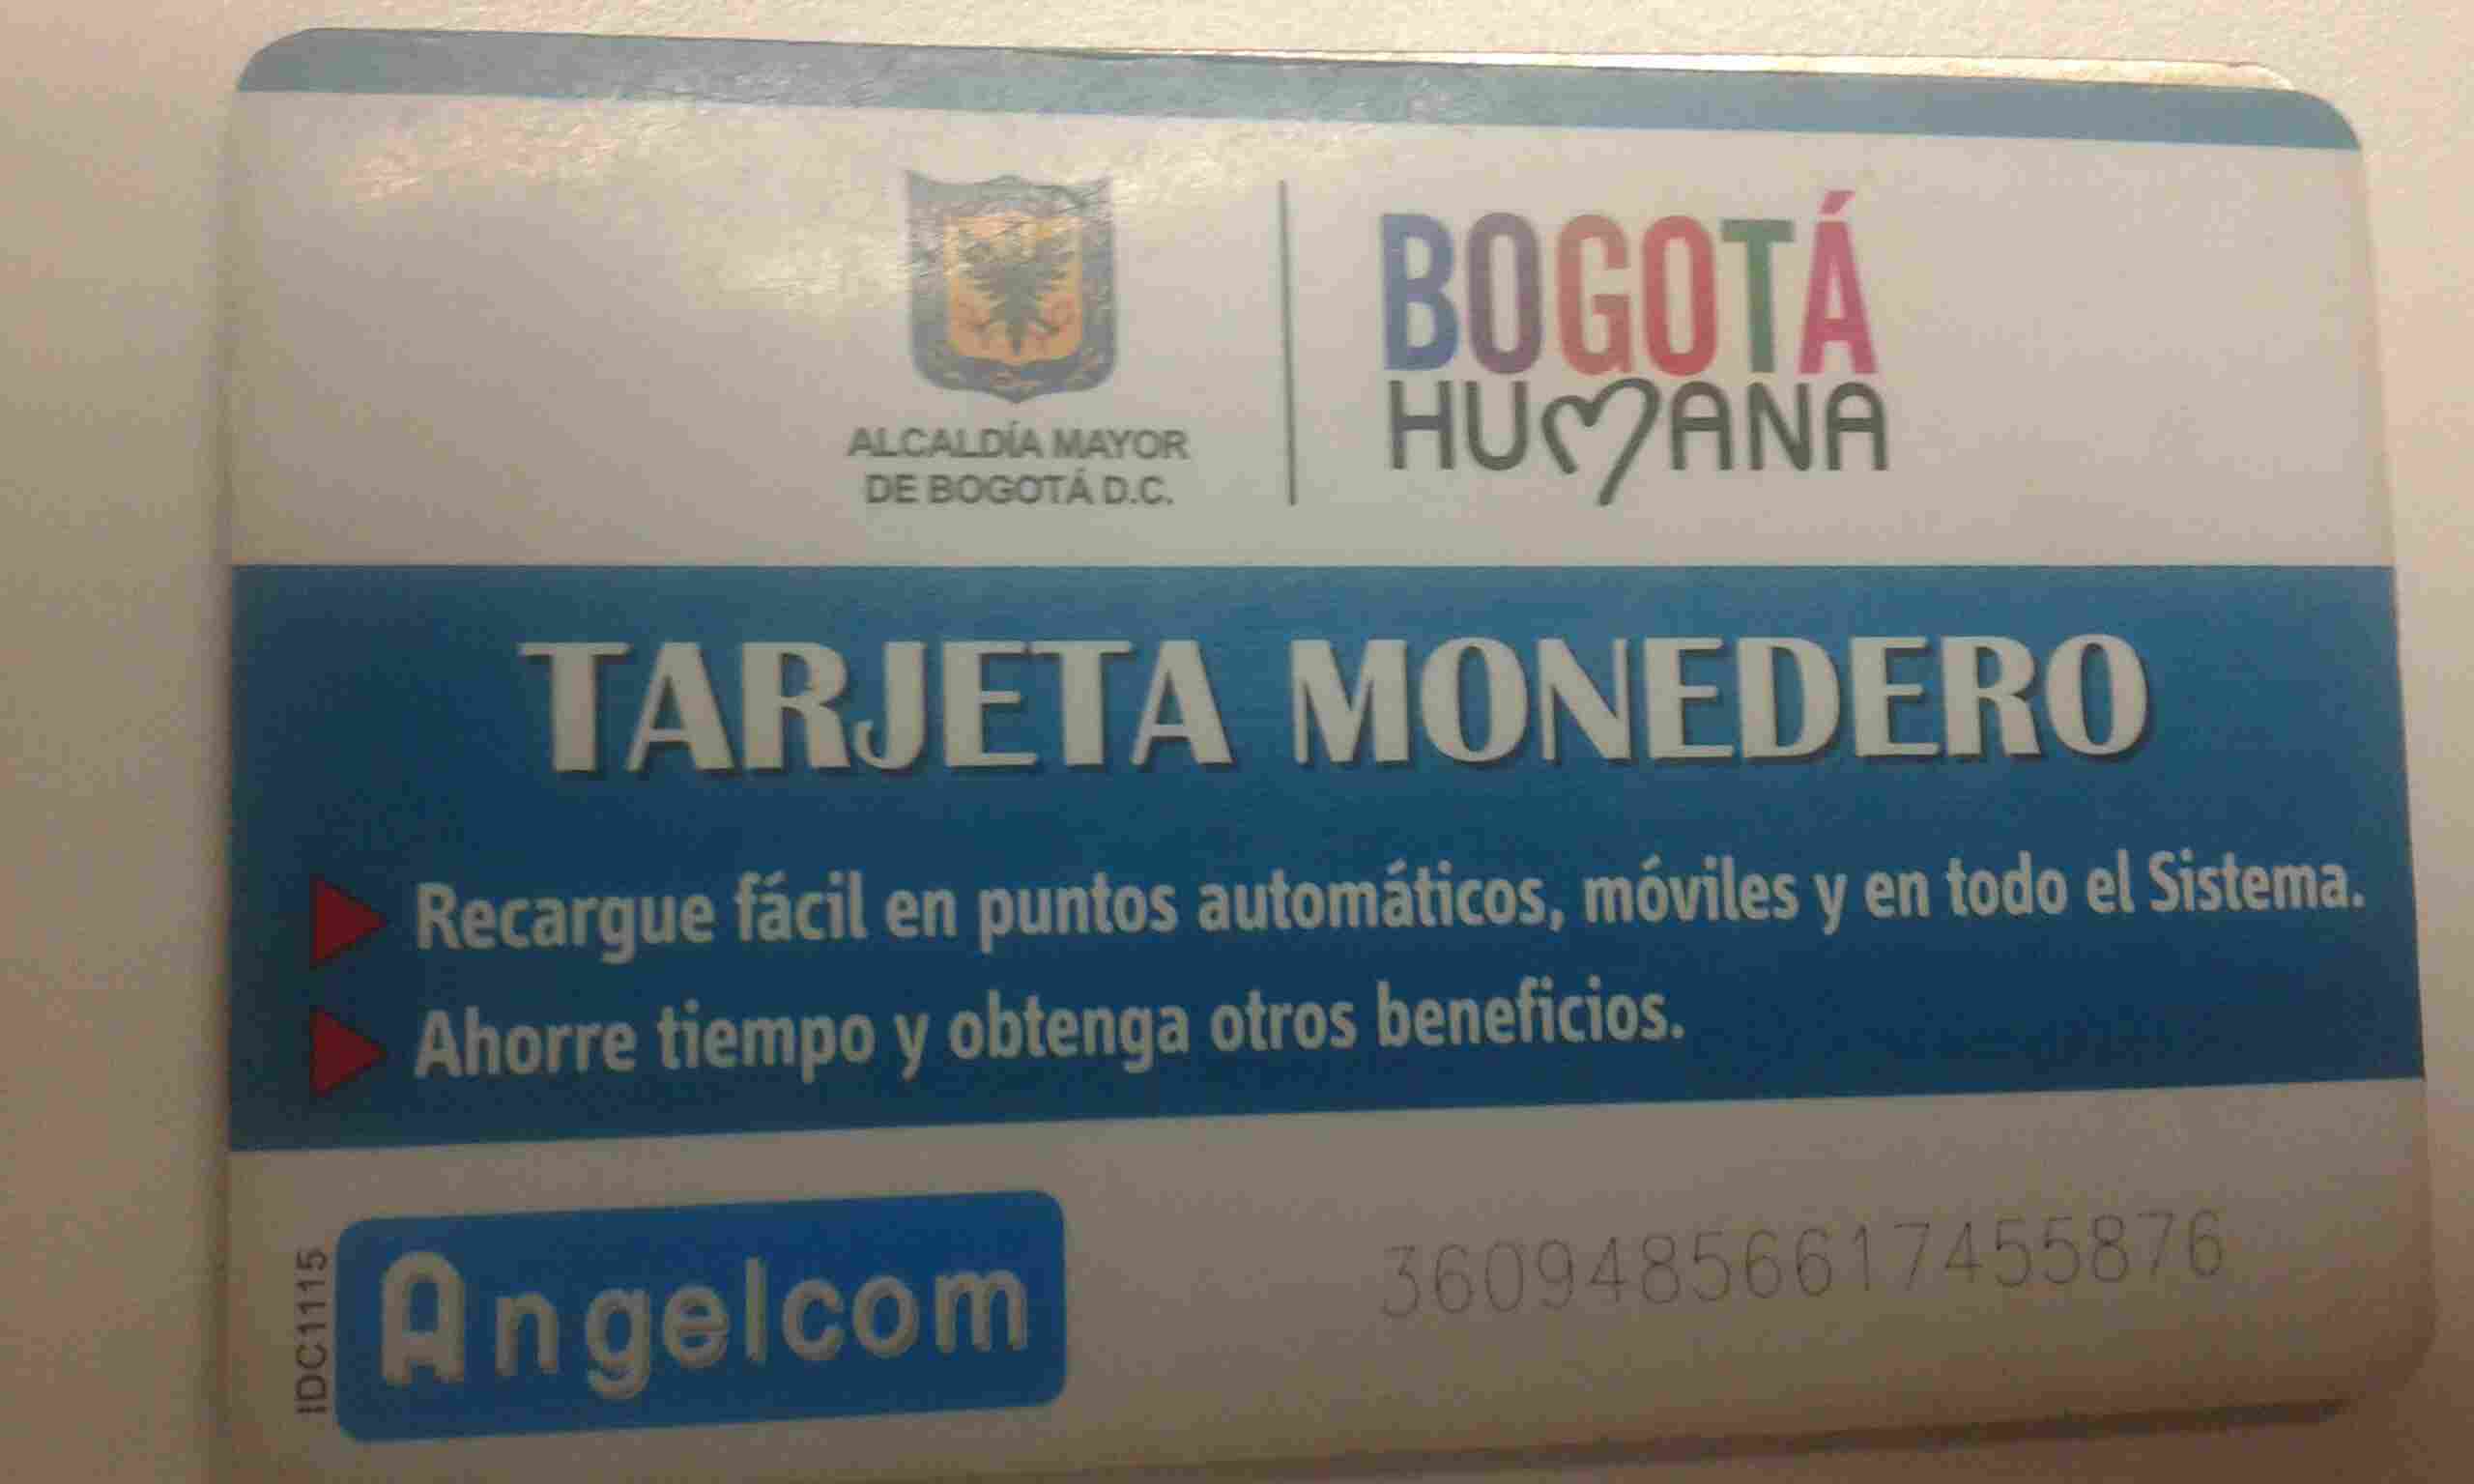 ALCALDÍA MAYOR
DE BOGOTÁ D.C.
BOGOTÁ
HUMANA
TARJETA MONEDERO
Recargue fácil en puntos automáticos, móviles y en todo el Sistema.
Ahorre tiempo y obtenga otros beneficios.
IDC1115
Angelcom
360948566617455876